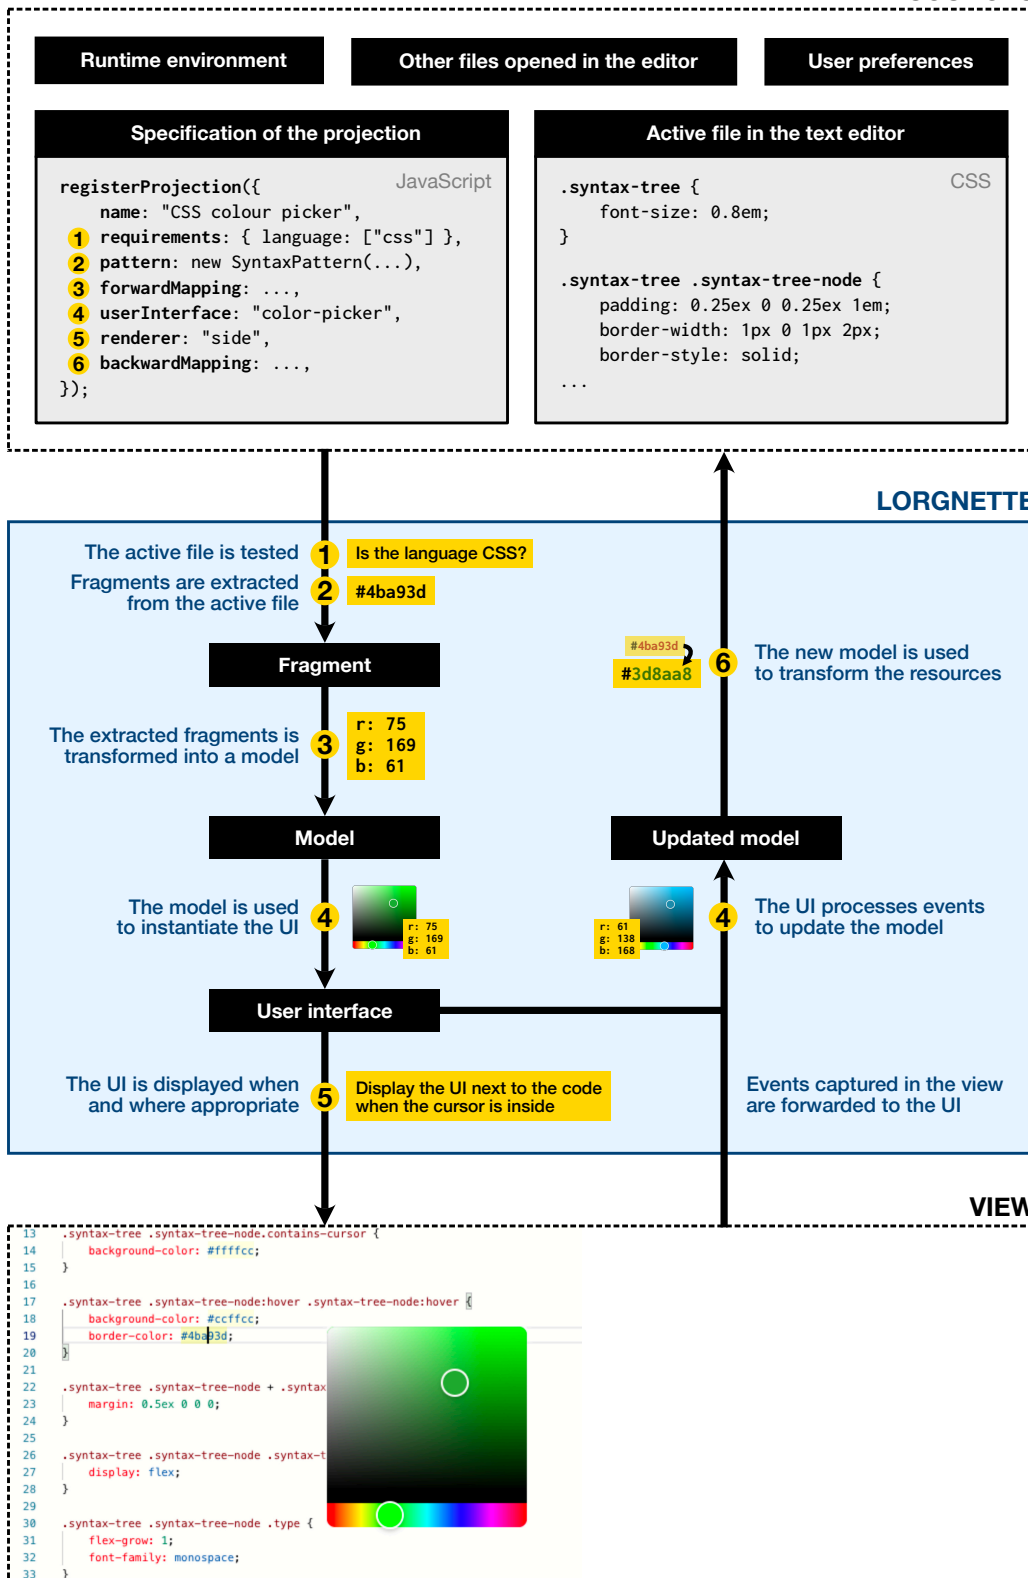 Runtime environment
Other files opened in the editor
User preferences
Specification of the projection
JavaScript
registerProjection({
name: "CSS colour picker",
1 requirements: { language: ["css"] },
2 pattern: new SyntaxPattern(...),
3 forwardMapping: ...,
4 userInterface: "color-picker",
5 renderer: "side",
6 backwardMapping: ...,
});
Active file in the text editor
CSS
.syntax-tree {
font-size: 0.8em;
}
.syntax-tree .syntax-tree-node {
padding: 0.25ex 0 0.25ex 1em;
border-width: 1px 0 1px 2px;
border-style: solid;
...
LORGNETTE
The active file is tested
1
Is the language CSS?
Fragments are extracted
from the active file
2
#4ba93d
Fragment
The extracted fragments is
transformed into a model
3
r: 75
g: 169
b: 61
Model
The model is used
to instantiate the UI
4
r: 75
g: 169
b: 61
User interface
The UI is displayed when
and where appropriate
5
Display the UI next to the code
when the cursor is inside
#4ba93d
#3d8aa8
6
The new model is used
to transform the resources
Updated model
r: 61
g: 138
b: 168
4
The UI processes events
to update the model
Events captured in the view
are forwarded to the UI
VIEW
13 .syntax-tree .syntax-tree-node.contains-cursor {
14 background-color: #ffffcc;
15 }
16
17 .syntax-tree .syntax-tree-node:hover .syntax-tree-node:hover {
18 background-color: #ccffcc;
19 border-color: #4ba93d;
20 }
21
22 .syntax-tree .syntax-tree-node + .syntax
23 margin: 0.5ex 0 0 0;
24 }
25
26 .syntax-tree .syntax-tree-node .syntax-t
27 display: flex;
28 }
29
30 .syntax-tree .syntax-tree-node .type {
31 flex-grow: 1;
32 font-family: monospace;
33 }